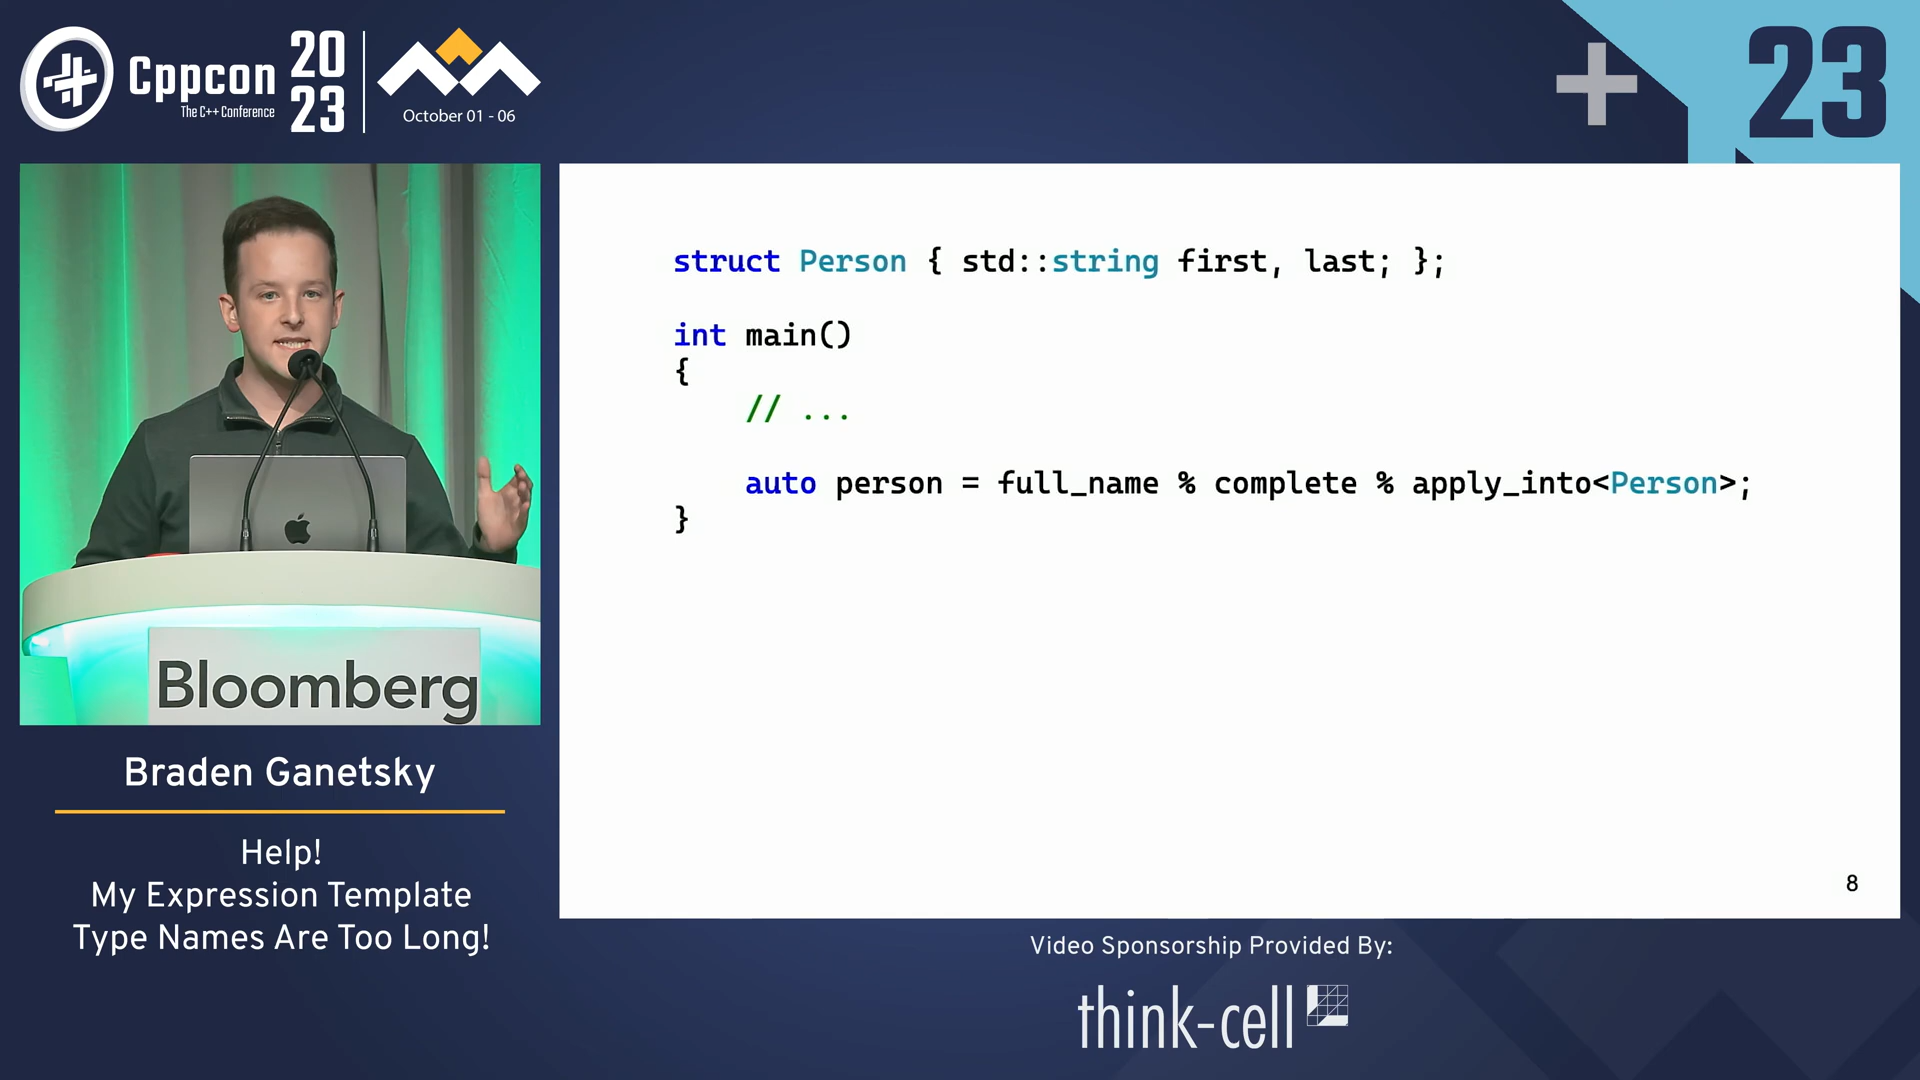 Cppcon
The C++ Conference
20
23
October 01 - 06
23
struct Person { std::string first, last; };
int main()
{
// ...
auto person = full_name % complete % apply_into<Person>;
}
8
Bloomberg
Braden Ganetsky
Help!
My Expression Template
Type Names Are Too Long!
Video Sponsorship Provided By:
think-cell